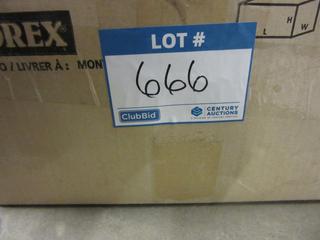 OREX
O / LIVRER À : MON
H
L
W
LOT #
666
ClubBid
CENTURY
AUCTIONS